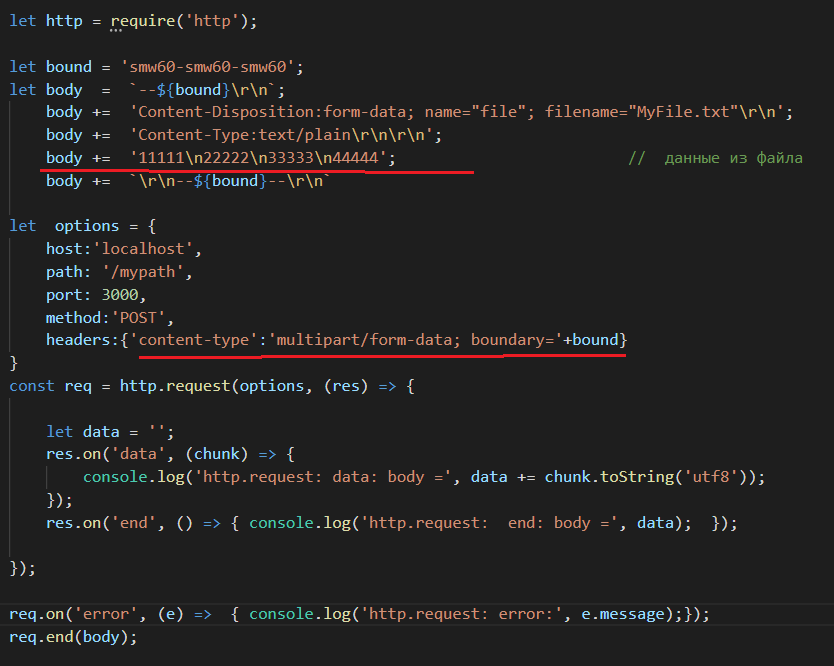 let http = require('http');
let bound = 'smw60-smw60-smw60';
let body  =  `--${bound}\r\n`;
    body +=  'Content-Disposition:form-data; name="file"; filename="MyFile.txt"\r\n';
    body +=  'Content-Type:text/plain\r\n\r\n';
    body +=  '11111\n22222\n33333\n44444';                         //  данные из файла
    body +=  `\r\n--${bound}--\r\n`
let  options = {
    host:'localhost',
    path: '/mypath',
    port: 3000,
    method:'POST',
    headers:{'content-type':'multipart/form-data; boundary='+bound}
}
const req = http.request(options, (res) => {
    let data = '';
    res.on('data', (chunk) => {
        console.log('http.request: data: body =', data += chunk.toString('utf8'));
    });
    res.on('end', () => { console.log('http.request:  end: body =', data);  });
});
req.on('error', (e) =>  { console.log('http.request: error:', e.message);});
req.end(body);